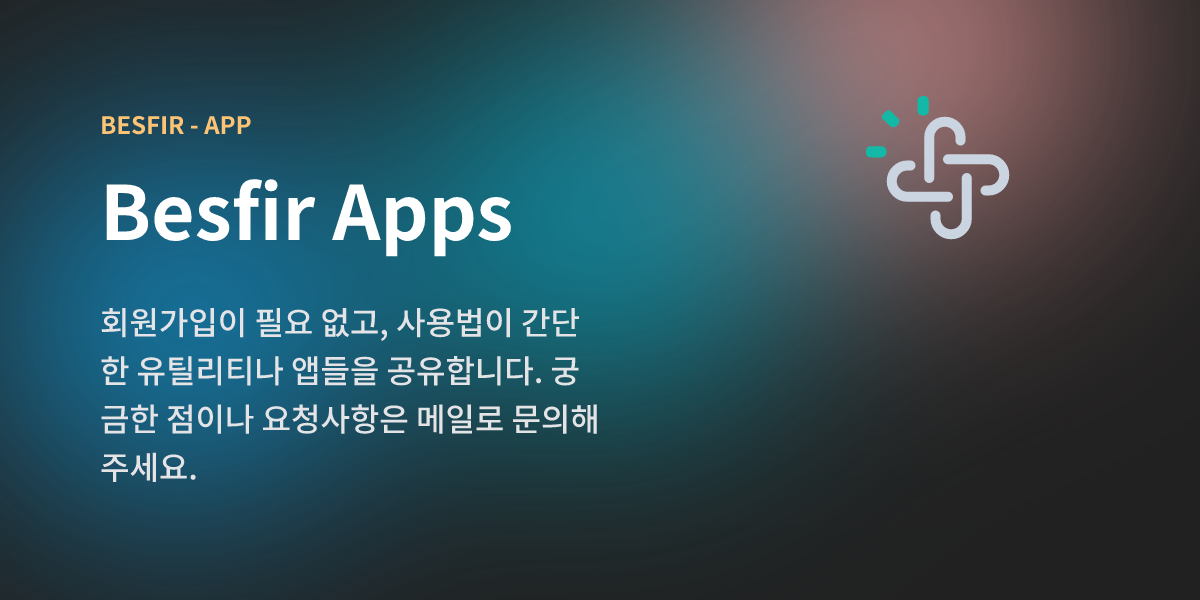 BESFIR - APP
Besfir Apps
회원가입이 필요 없고, 사용법이 간단
한 유틸리티나 앱들을 공유합니다. 궁
금한 점이나 요청사항은 메일로 문의해
주세요.